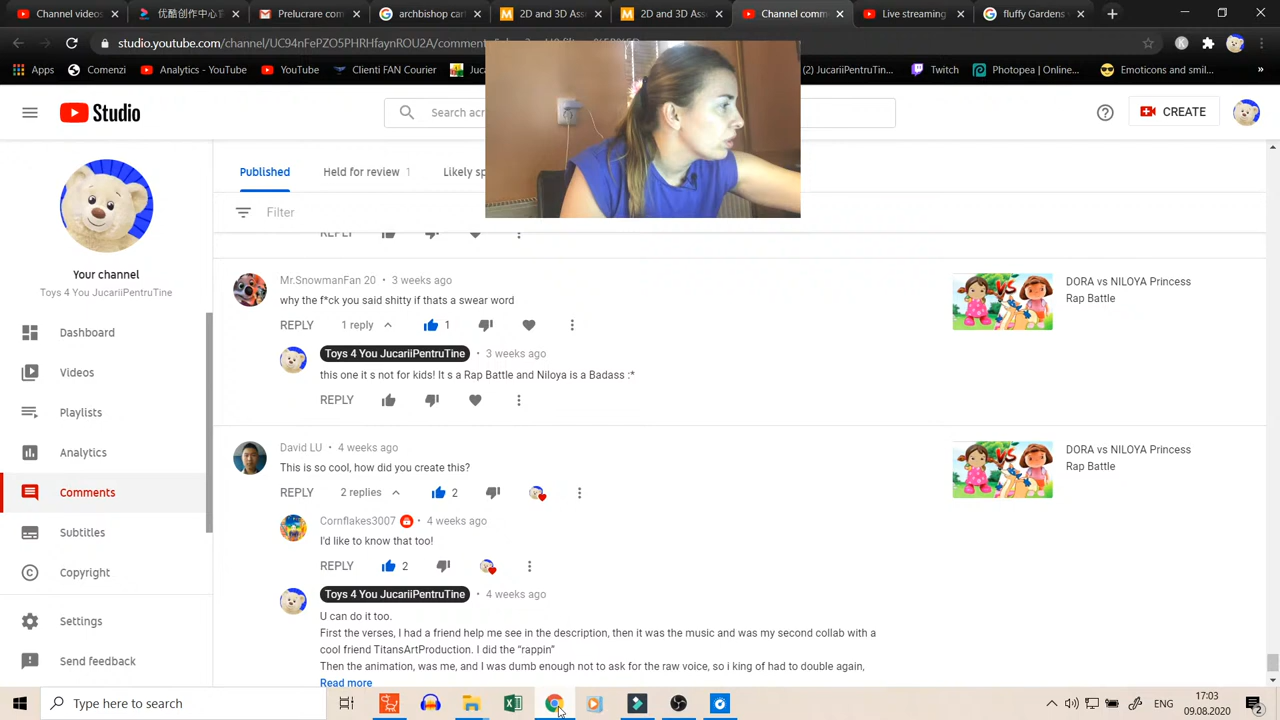 Channel comm
Live streaming
fluffy Gardens
优酷创作中心
Prelucrare com
archipendium car
2D and 3D Ass
2D and 3D Asse
studio.youtube.com/channel/UC94nFePZO5PHRHfaynROU2A/commen
Apps
Comenzi
Analytics - YouTube
YouTube
Clienti FAN Courier
(2) JucariiPentruTin...
Twitch
Photopea | Online...
Emoticons and smil...
Studio
Search acr
CREATE
Published
Held for review 1
Likely sp
Filter
Your channel
Toys 4 You JucariiPentruTine
Dashboard
Videos
Playlists
Analytics
Comments
Subtitles
Copyright
Settings
Send feedback
REPLY
Mr.SnowmanFan 20 • 3 weeks ago
why the f*ck you said shitty if thats a swear word
REPLY 1 reply 1
DORA vs NILOYA Princess
Rap Battle
Toys 4 You JucariiPentruTine • 3 weeks ago
this one it s not for kids! It s a Rap Battle and Niloya is a Badass :*
REPLY
David LU • 4 weeks ago
This is so cool, how did you create this?
REPLY 2 replies 2
DORA vs NILOYA Princess
Rap Battle
Cornflakes3007 • 4 weeks ago
I'd like to know that too!
REPLY 2
Toys 4 You JucariiPentruTine • 4 weeks ago
U can do it too.
First the verses, I had a friend help me see in the description, then it was the music and was my second collab with a
cool friend TitansArtProduction. I did the "rappin"
Then the animation, was me, and I was dumb enough not to ask for the raw voice, so i king of had to double again,
Read more
Type here to search
ENG
17:03
09.08.2020
2